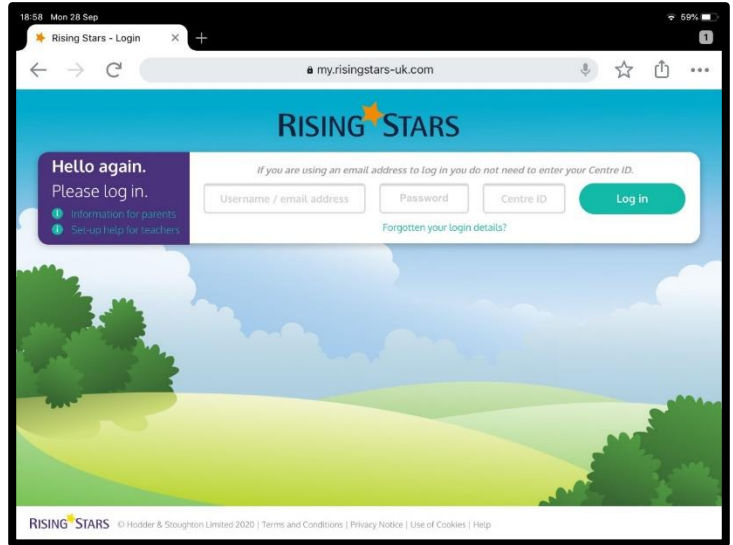 18:58 Mon 28 Sep
59%
Rising Stars - Login
1
my.risingstars-uk.com
RISING STARS
Hello again.
Please log in.
Information for parents
Set-up help for teachers
If you are using an email address to log in you do not need to enter your Centre ID.
Username / email address Password Centre ID Log in
Forgotten your login details?
RISING STARS © Hodder & Stoughton Limited 2020 | Terms and Conditions | Privacy Notice | Use of Cookies | Help